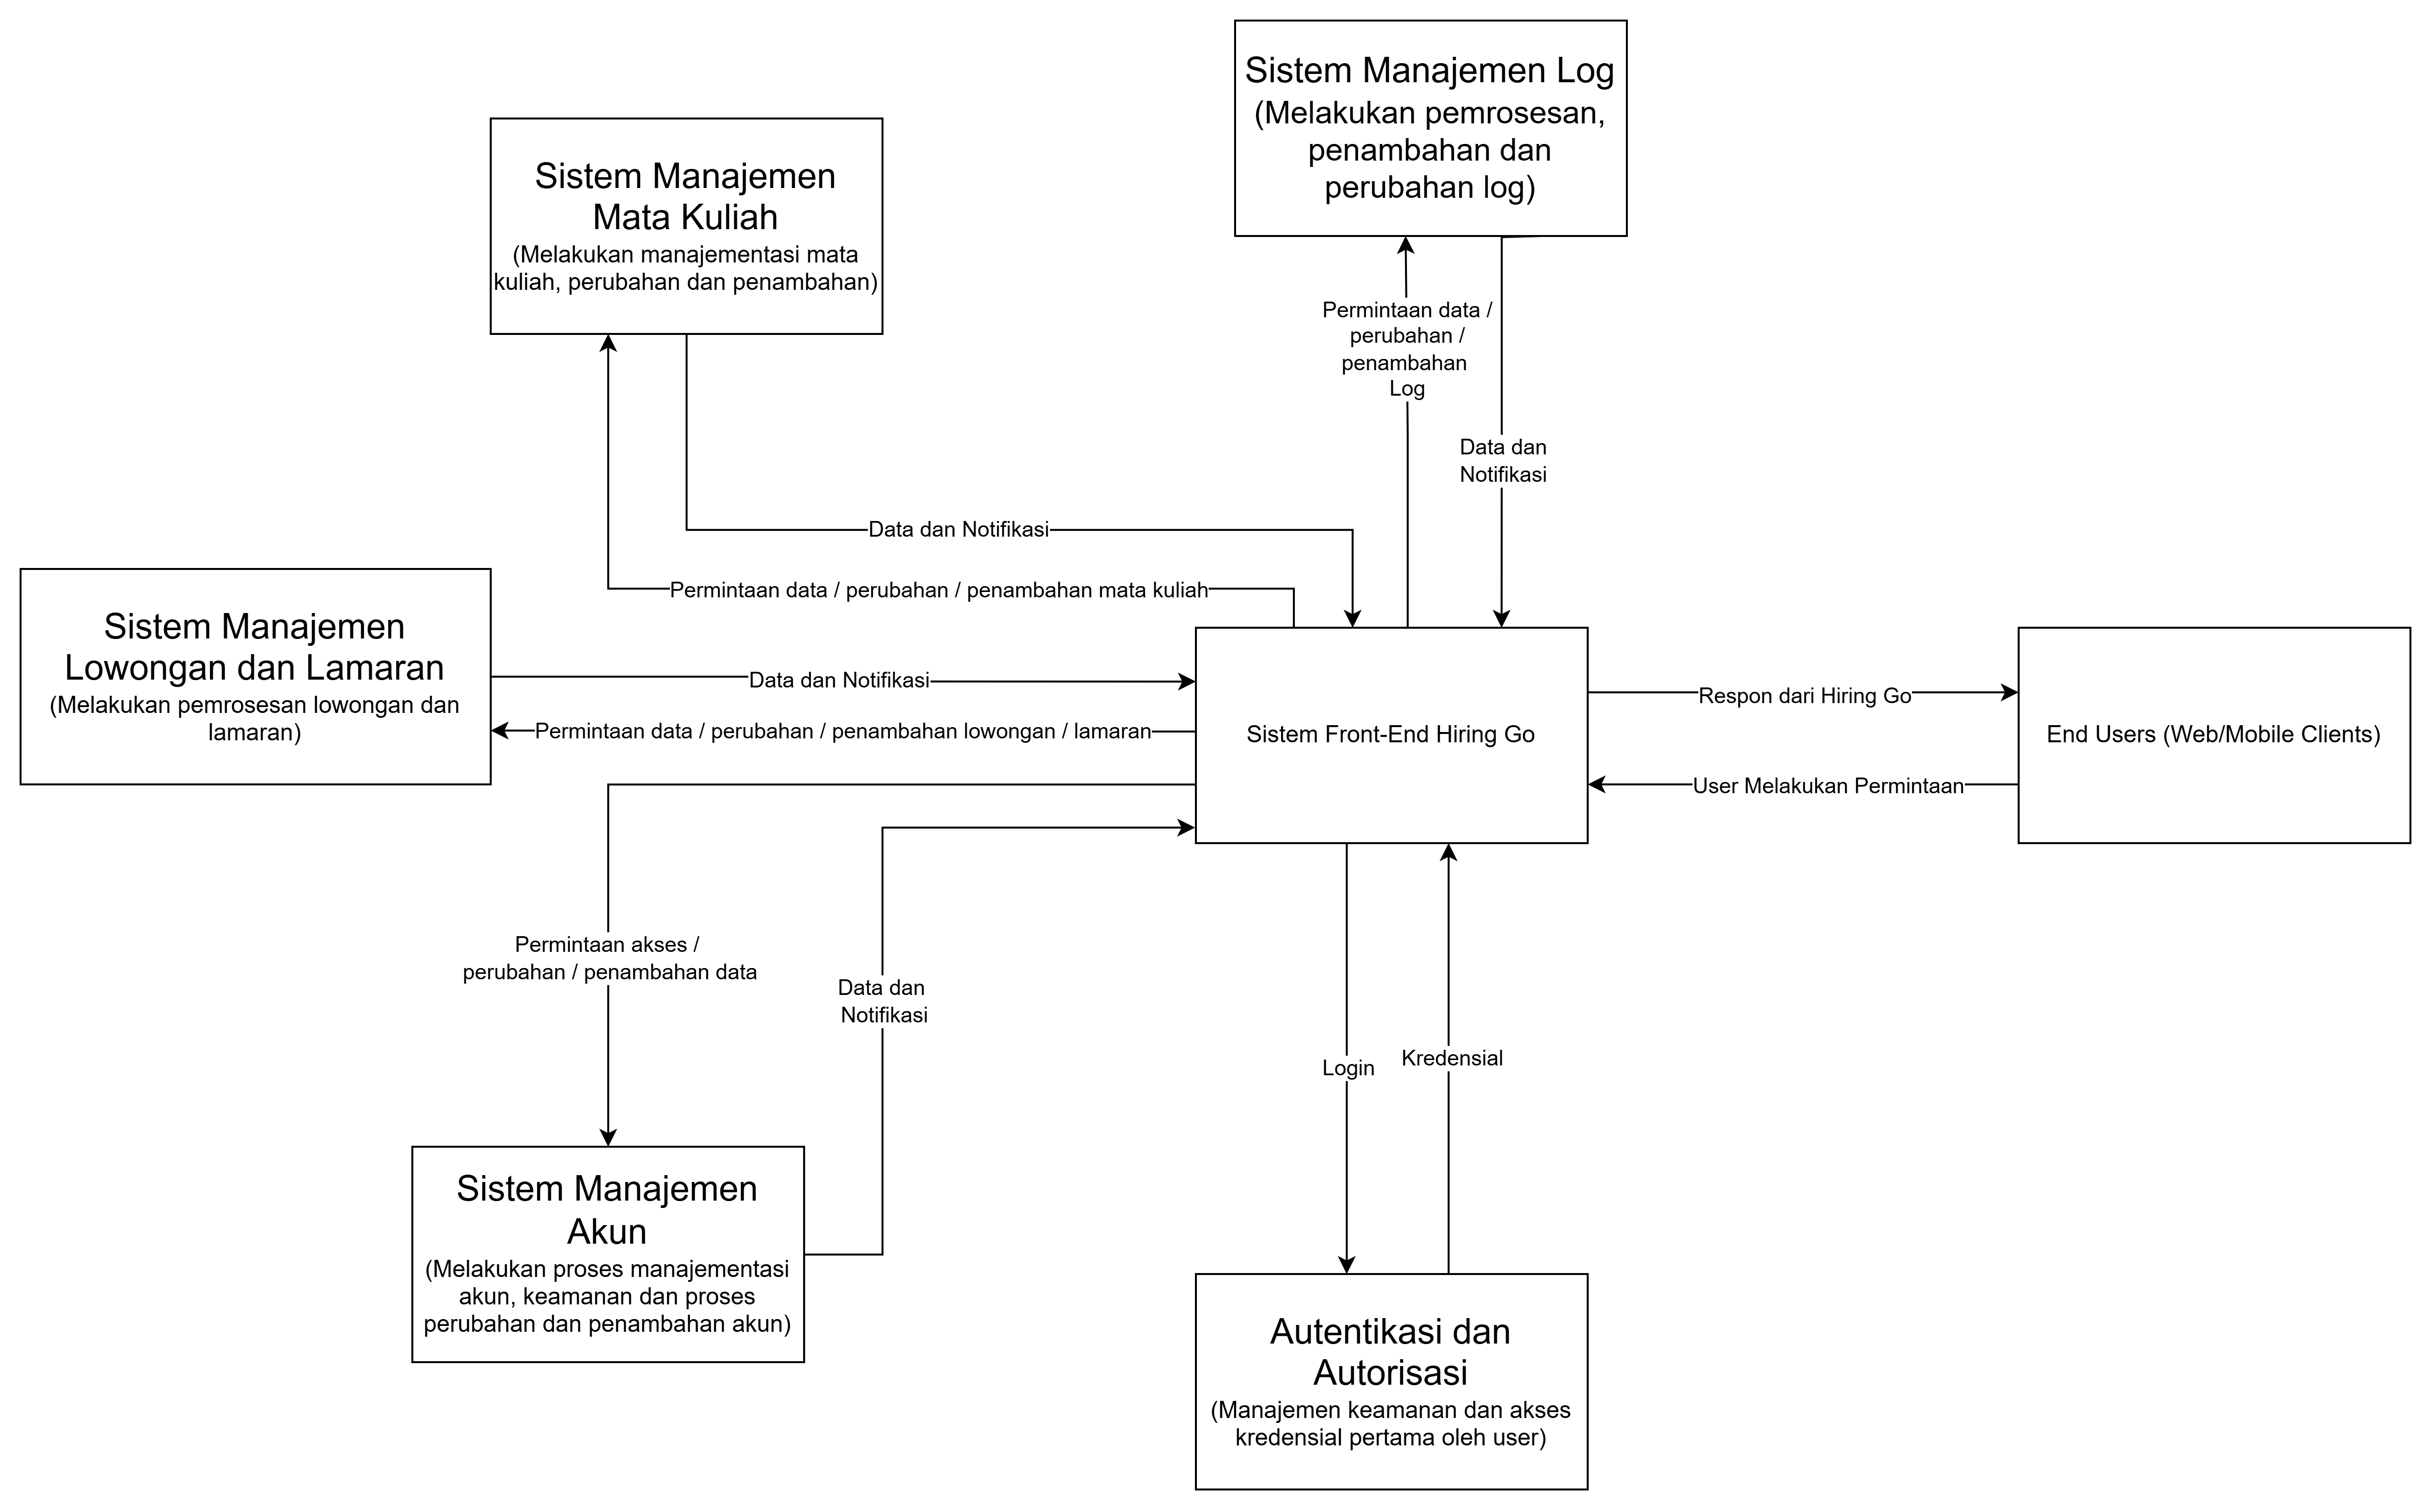 Sistem Manajemen Log
(Melakukan pemrosesan,
penambahan dan
perubahan log)
Sistem Manajemen
Mata Kuliah
(Melakukan manajementasi mata
kuliah, perubahan dan penambahan)
Permintaan data /
perubahan /
penambahan
Log
Data dan
Notifikasi
Data dan Notifikasi
Permintaan data / perubahan / penambahan mata kuliah
Sistem Manajemen
Lowongan dan Lamaran
(Melakukan pemrosesan lowongan dan
lamaran)
Data dan Notifikasi
Permintaan data / perubahan / penambahan lowongan / lamaran
Sistem Front-End Hiring Go
Respon dari Hiring Go
User Melakukan Permintaan
End Users (Web/Mobile Clients)
Permintaan akses /
perubahan / penambahan data
Data dan
Notifikasi
Login
Kredensial
Sistem Manajemen
Akun
(Melakukan proses manajementasi
akun, keamanan dan proses
perubahan dan penambahan akun)
Autentikasi dan
Autorisasi
(Manajemen keamanan dan akses
kredensial pertama oleh user)